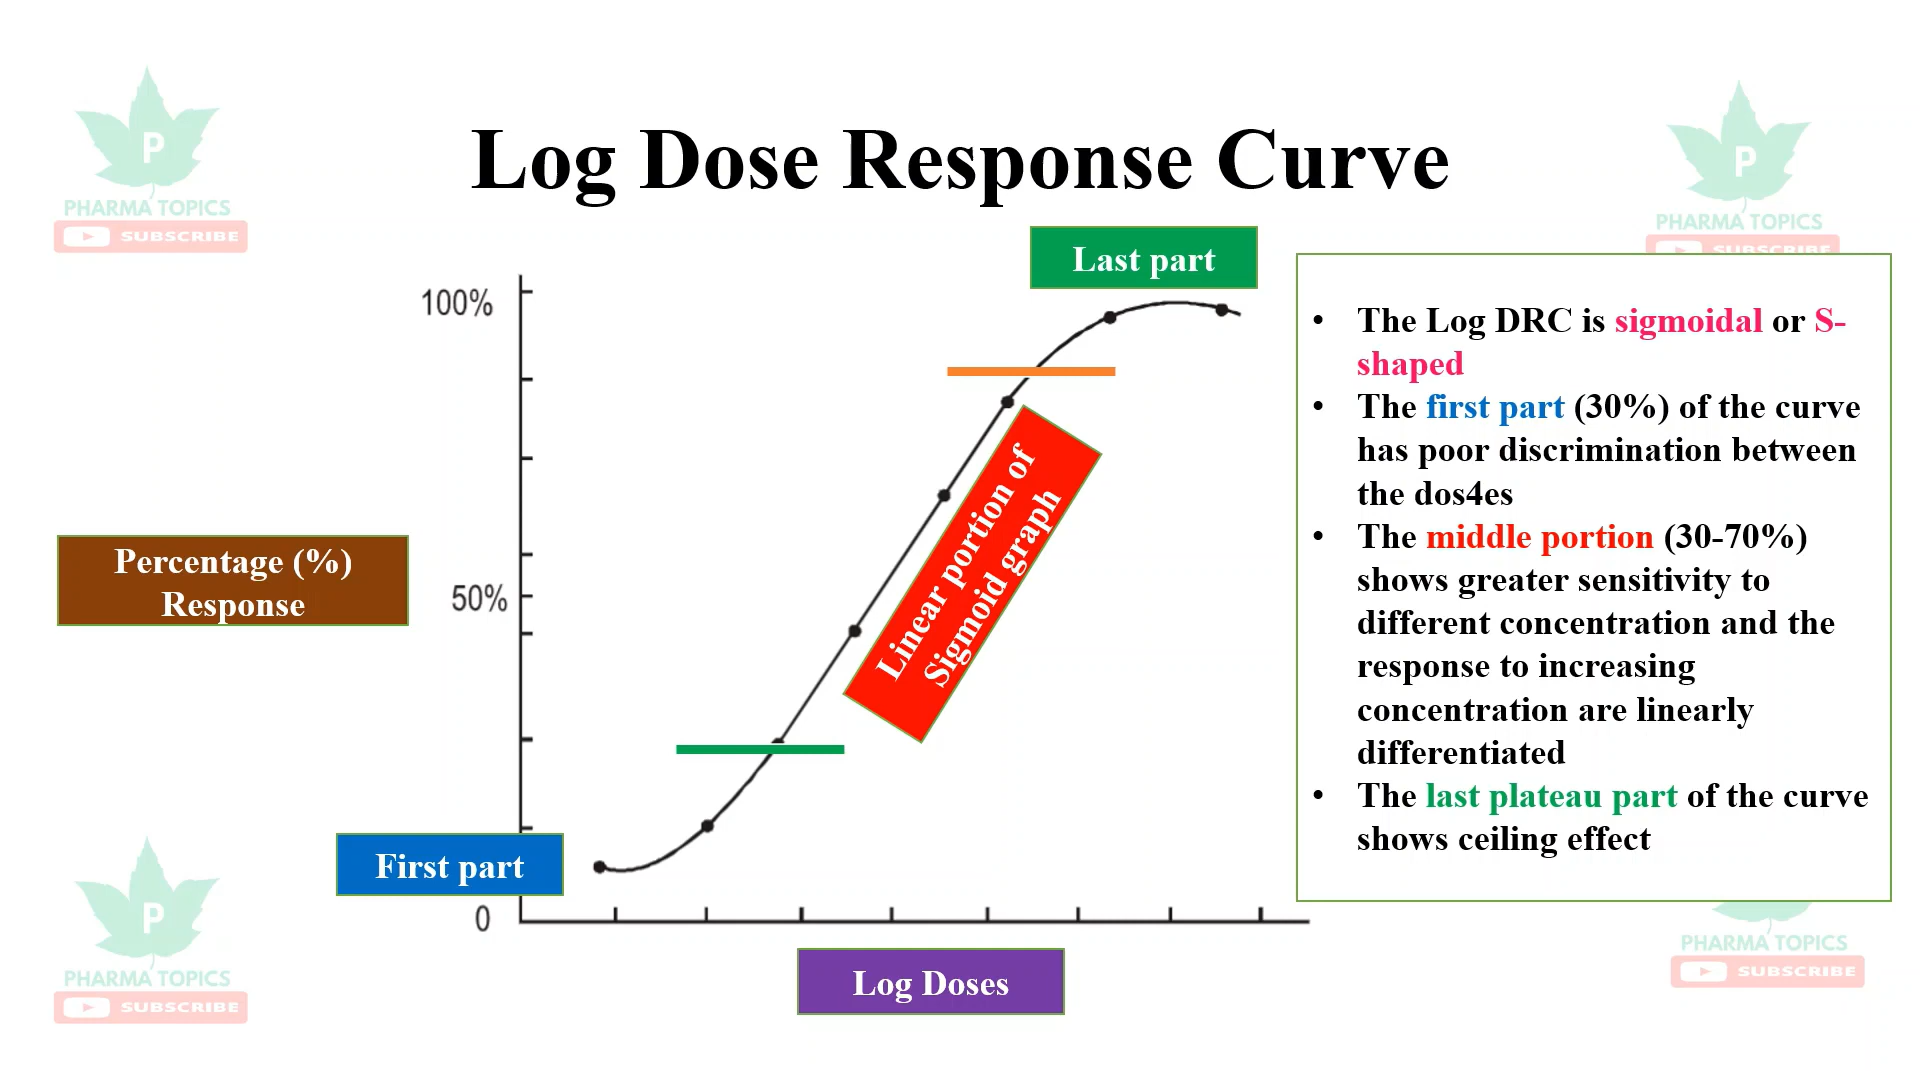 P
PHARMA TOPICS
SUBSCRIBE
P
PHARMA TOPICS
SUBSCRIBE
Log Dose Response Curve
Last part
100%
50%
0
Percentage (%)
Response
First part
Linear portion of
Sigmoid graph
Log Doses
• The Log DRC is sigmoidal or S-
shaped
• The first part (30%) of the curve
has poor discrimination between
the dos4es
• The middle portion (30-70%)
shows greater sensitivity to
different concentration and the
response to increasing
concentration are linearly
differentiated
• The last plateau part of the curve
shows ceiling effect
P
PHARMA TOPICS
SUBSCRIBE
PHARMA TOPICS
SUBSCRIBE